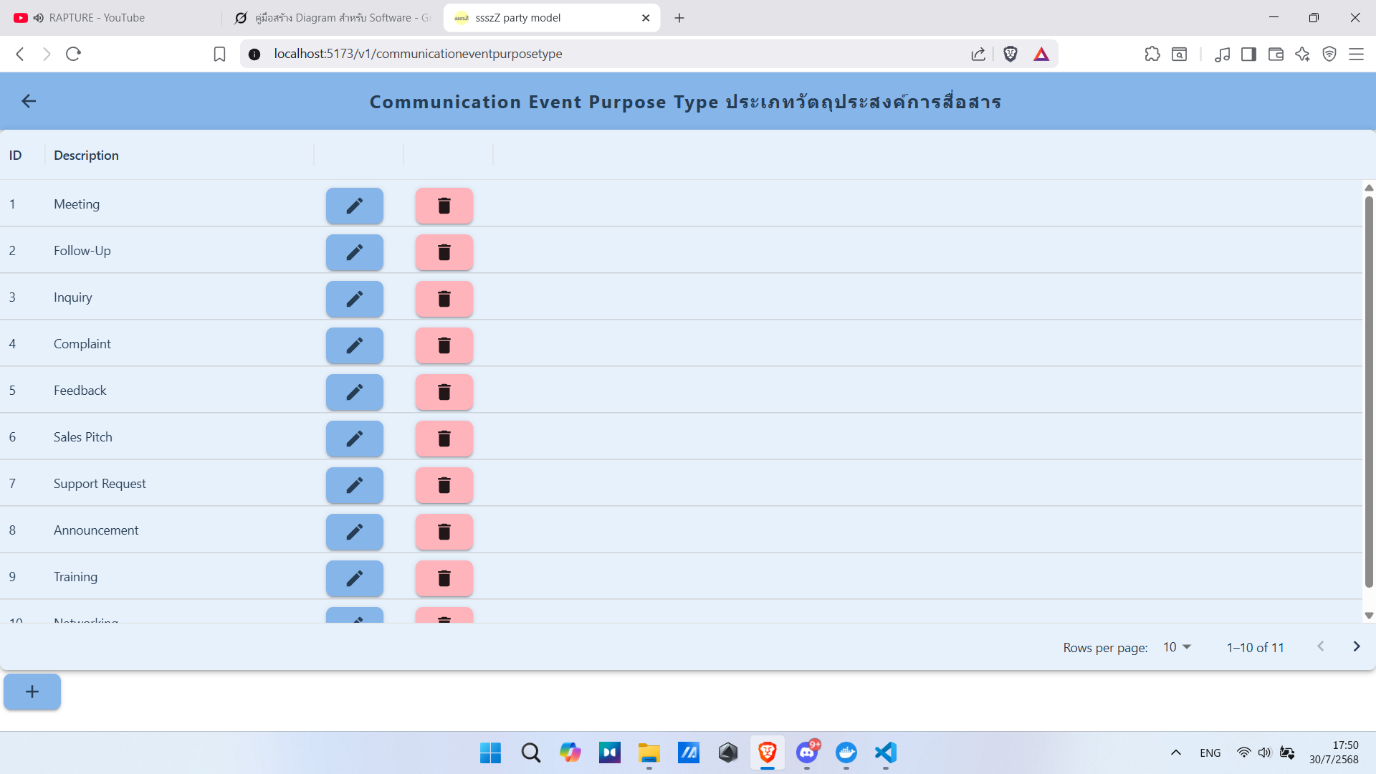 RAPTURE - YouTube
คู่มือสร้าง Diagram สำหรับ Software - G
ssszZ party model
localhost:5173/v1/communicationeventpurposetype
Communication Event Purpose Type ประเภทวัตถุประสงค์การสื่อสาร
ID Description
1 Meeting
2 Follow-Up
3 Inquiry
4 Complaint
5 Feedback
6 Sales Pitch
7 Support Request
8 Announcement
9 Training
10 Networking
Rows per page: 10 1–10 of 11
ENG
17:50
30/7/2568
9+